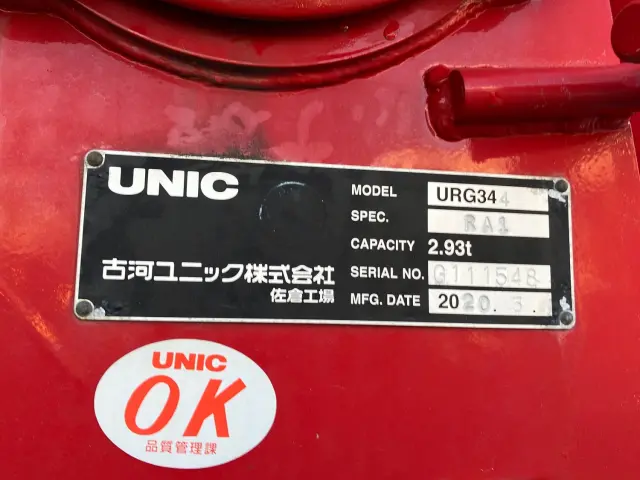 UNIC
MODEL URG344
SPEC. RA1
CAPACITY 2.93t
SERIAL NO. G111548
MFG. DATE 2020. 3.
古河ユニック株式会社
佐倉工場
UNIC
OK
品質管理課